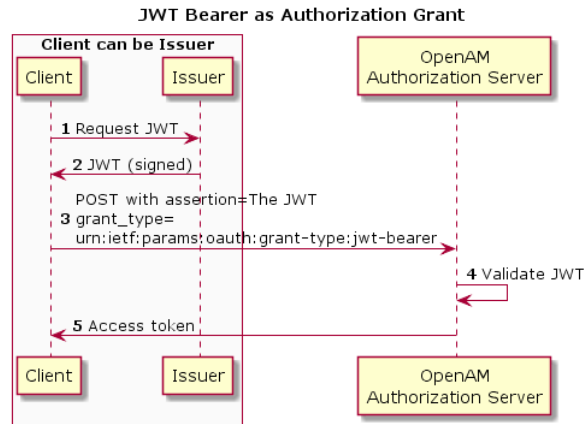 JWT Bearer as Authorization Grant
Client can be Issuer
Client
Issuer
OpenAM
Authorization Server
1 Request JWT
2 JWT (signed)
POST with assertion=The JWT
3 grant_type=
urn:ietf:params:oauth:grant-type:jwt-bearer
4 Validate JWT
5 Access token
Client
Issuer
OpenAM
Authorization Server